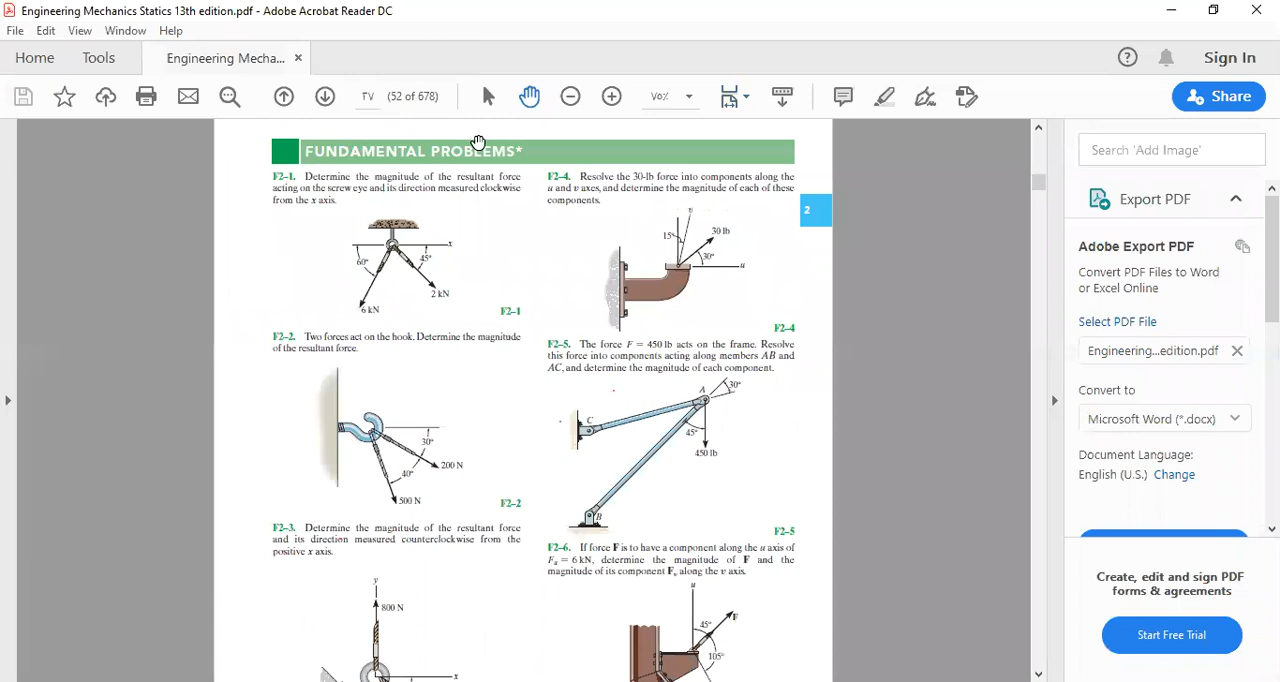 Engineering Mechanics Statics 13th edition.pdf - Adobe Acrobat Reader DC
File Edit View Window Help
Home Tools Engineering Mecha... ×
Sign In
٣٧ (52 of 678)
٧٥%
Share
FUNDAMENTAL PROBLEMS*
F2–1. Determine the magnitude of the resultant force
acting on the screw eye and its direction measured clockwise
from the x axis.
x
60°
45°
2 kN
6 kN
F2–1
F2–2. Two forces act on the hook. Determine the magnitude
of the resultant force.
30°
200 N
40°
500 N
F2–2
F2–3. Determine the magnitude of the resultant force
and its direction measured counterclockwise from the
positive x axis.
y
800 N
x
F2–4. Resolve the 30-lb force into components along the
u and v axes, and determine the magnitude of each of these
components.
2
v
15°
30 lb
30°
u
F2–4
F2–5. The force F = 450 lb acts on the frame. Resolve
this force into components acting along members AB and
AC, and determine the magnitude of each component.
A
30°
C
45°
450 lb
B
F2–5
F2–6. If force F is to have a component along the u axis of
Fu = 6 kN, determine the magnitude of F and the
magnitude of its component Fv along the v axis.
u
45°
F
105°
Search 'Add Image'
Export PDF
Adobe Export PDF
Convert PDF Files to Word
or Excel Online
Select PDF File
Engineering...edition.pdf
Convert to
Microsoft Word (*.docx)
Document Language:
English (U.S.) Change
Create, edit and sign PDF
forms & agreements
Start Free Trial